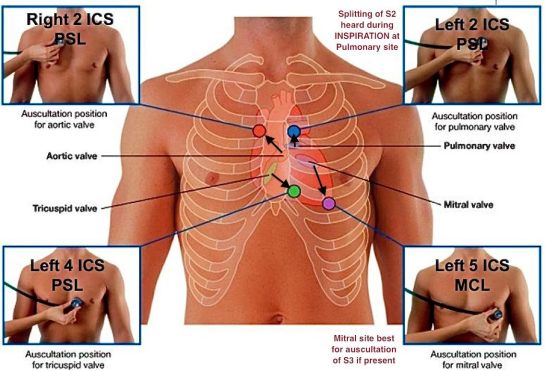 Right 2 ICS
PSL
Auscultation position
for aortic valve
Splitting of S2
heard during
INSPIRATION at
Pulmonary site
Left 2 ICS
PSL
Auscultation position
for pulmonary valve
Aortic valve
Pulmonary valve
Tricuspid valve
Mitral valve
Left 4 ICS
PSL
Auscultation position
for tricuspid valve
Mitral site best
for auscultation
of S3 if present
Left 5 ICS
MCL
Auscultation position
for mitral valve